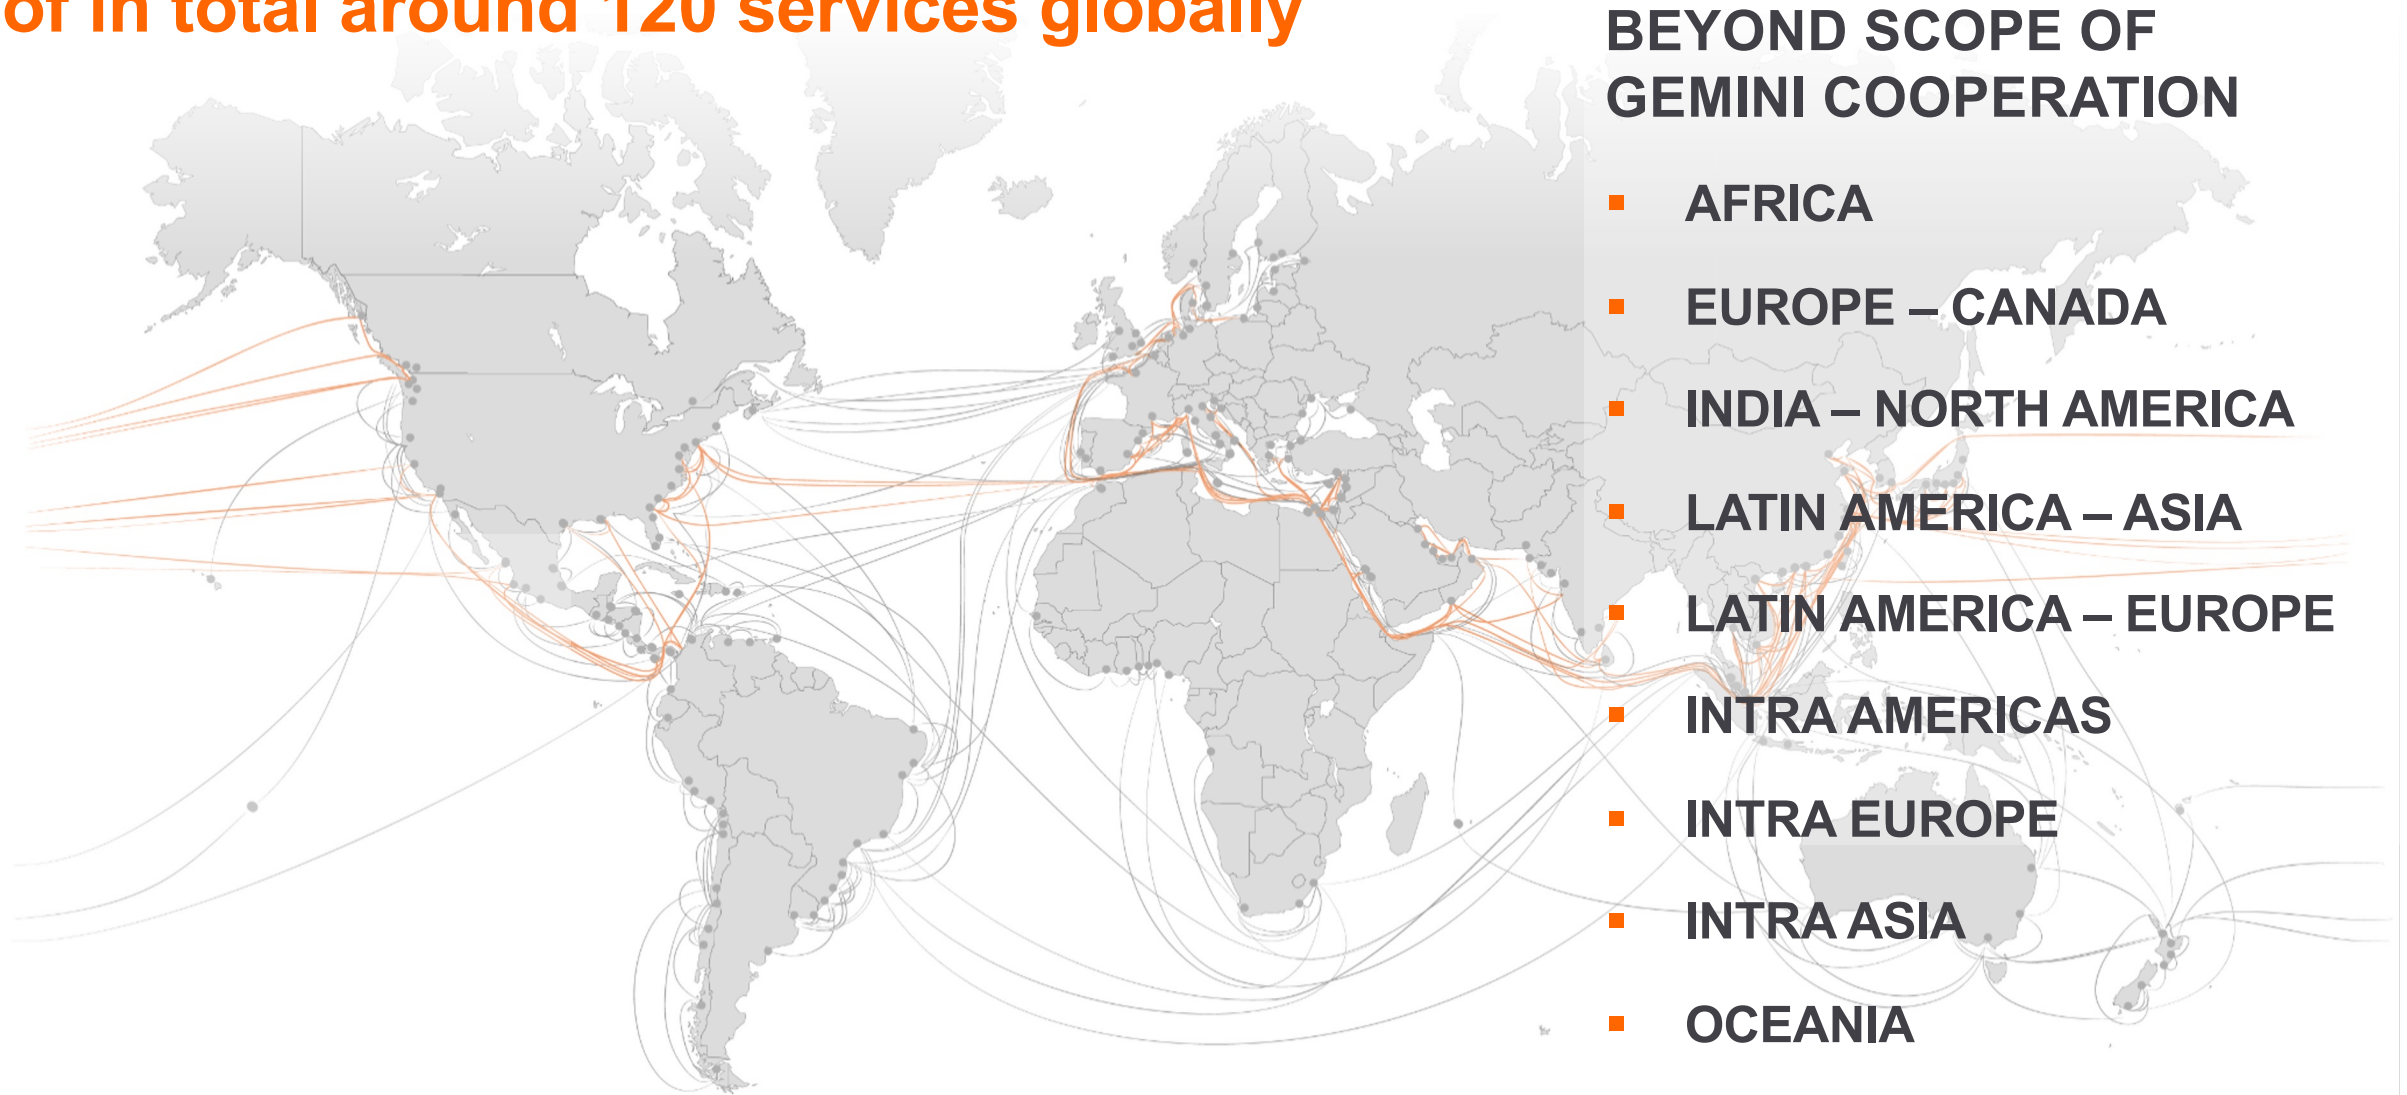 of in total around 120 services globally
BEYOND SCOPE OF
GEMINI COOPERATION
▪ AFRICA
▪ EUROPE – CANADA
▪ INDIA – NORTH AMERICA
▪ LATIN AMERICA – ASIA
▪ LATIN AMERICA – EUROPE
▪ INTRA AMERICAS
▪ INTRA EUROPE
▪ INTRA ASIA
▪ OCEANIA